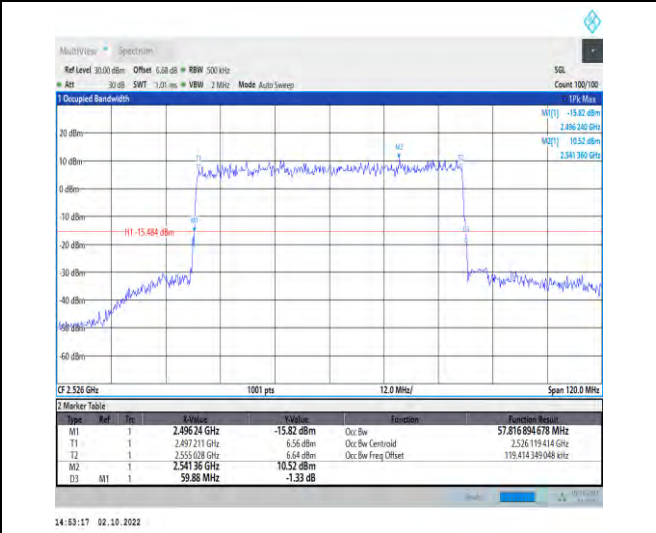 MultiView Spectrum
Ref Level 30.00 dBm Offset 6.68 dB RBW 500 kHz SGL
Att 30 dB SWT 1.01 ms VBW 2 MHz Mode Auto Sweep Count 100/100
1 Occupied Bandwidth 1Pk Max
M1[1] -15.82 dBm
2.496 240 GHz
M2[1] 10.52 dBm
2.541 360 GHz
20 dBm
M2
T1 T2
10 dBm
0 dBm
-10 dBm
M1
H1 -15.484 dBm
D3
-20 dBm
-30 dBm
-40 dBm
-50 dBm
-60 dBm
CF 2.526 GHz 1001 pts 12.0 MHz/ Span 120.0 MHz
2 Marker Table
Type Ref Trc X-Value Y-Value Function Function Result
M1 1 2.496 24 GHz -15.82 dBm Occ Bw 57.816 894 678 MHz
T1 1 2.497 211 GHz 6.56 dBm Occ Bw Centroid 2.526 119 414 GHz
T2 1 2.555 028 GHz 6.64 dBm Occ Bw Freq Offset 119.414 349 048 kHz
M2 1 2.541 36 GHz 10.52 dBm
D3 M1 1 59.88 MHz -1.33 dB
14:53:17 02.10.2022